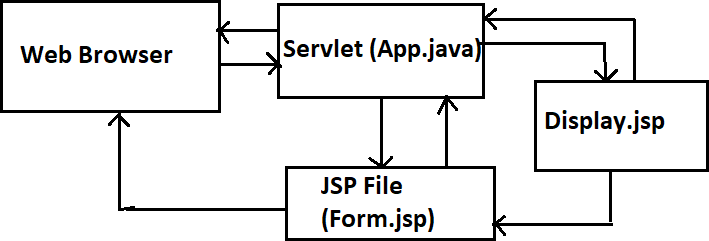 Web Browser
Servlet (App.java)
Display.jsp
JSP File
(Form.jsp)